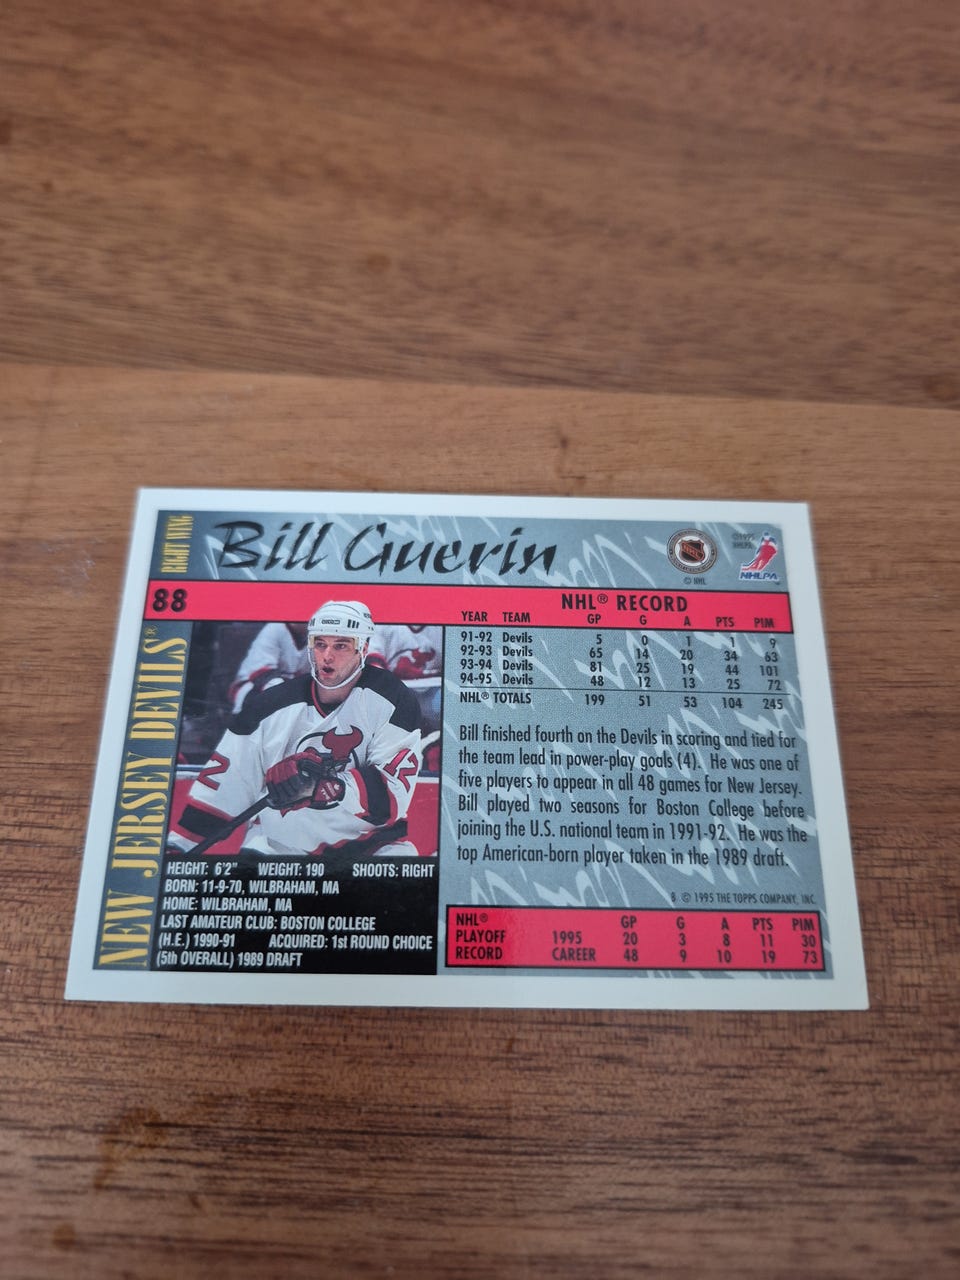 RIGHT WING
Bill Guerin
© NHL
©1995
NHLPA
NHLPA
88
NHL® RECORD
YEAR TEAM GP G A PTS PIM
91-92 Devils 5 0 1 1 9
92-93 Devils 65 14 20 34 63
93-94 Devils 81 25 19 44 101
94-95 Devils 48 12 13 25 72
NHL® TOTALS 199 51 53 104 245
NEW JERSEY DEVILS®
12
12
Bill finished fourth on the Devils in scoring and tied for
the team lead in power-play goals (4). He was one of
five players to appear in all 48 games for New Jersey.
Bill played two seasons for Boston College before
joining the U.S. national team in 1991-92. He was the
top American-born player taken in the 1989 draft.
HEIGHT: 6'2" WEIGHT: 190 SHOOTS: RIGHT
BORN: 11-9-70, WILBRAHAM, MA
HOME: WILBRAHAM, MA
LAST AMATEUR CLUB: BOSTON COLLEGE
(H.E.) 1990-91 ACQUIRED: 1st ROUND CHOICE
(5th OVERALL) 1989 DRAFT
B © 1995 THE TOPPS COMPANY, INC.
NHL® GP G A PTS PIM
PLAYOFF 1995 20 3 8 11 30
RECORD CAREER 48 9 10 19 73